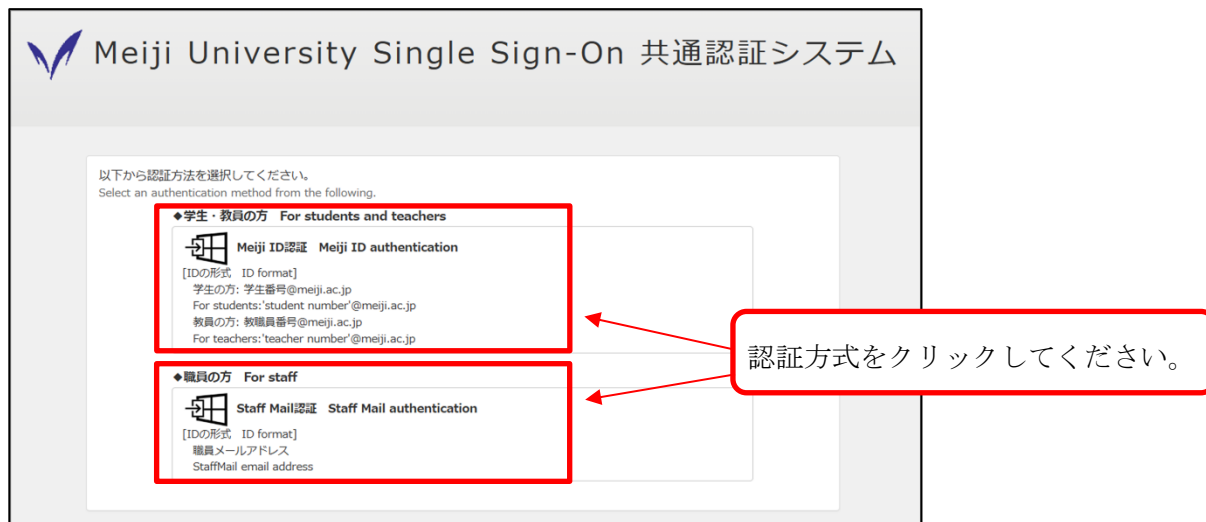 Meiji University Single Sign-On 共通認証システム
以下から認証方法を選択してください。
Select an authentication method from the following.
◆学生・教員の方 For students and teachers
Meiji ID認証 Meiji ID authentication
[IDの形式 ID format]
学生の方: 学生番号@meiji.ac.jp
For students:'student number'@meiji.ac.jp
教員の方: 教職員番号@meiji.ac.jp
For teachers:'teacher number'@meiji.ac.jp
認証方式をクリックしてください。
◆職員の方 For staff
Staff Mail認証 Staff Mail authentication
[IDの形式 ID format]
職員メールアドレス
StaffMail email address